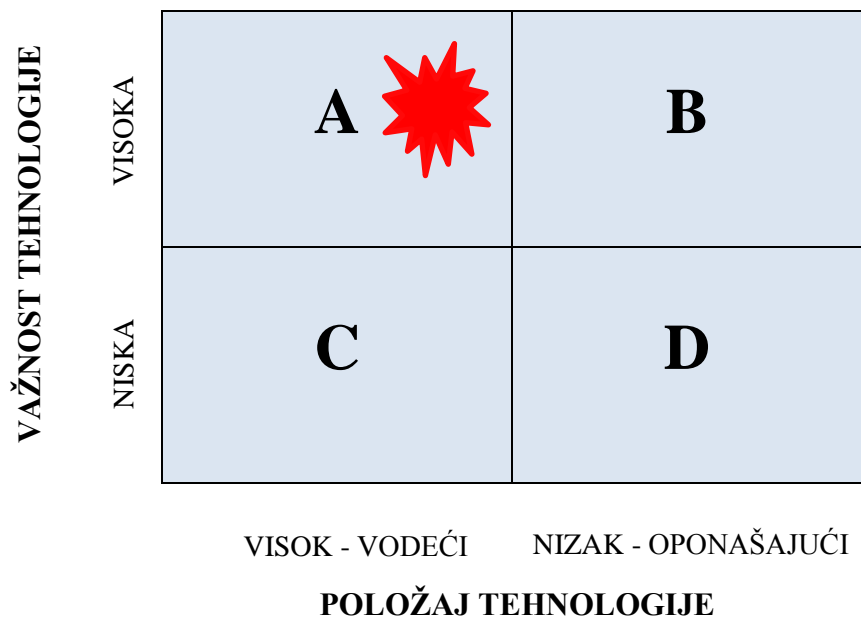 VAŽNOST TEHNOLOGIJE
VISOKA
NISKA
A
B
C
D
VISOK - VODEĆI
NIZAK - OPONAŠAJUĆI
POLOŽAJ TEHNOLOGIJE